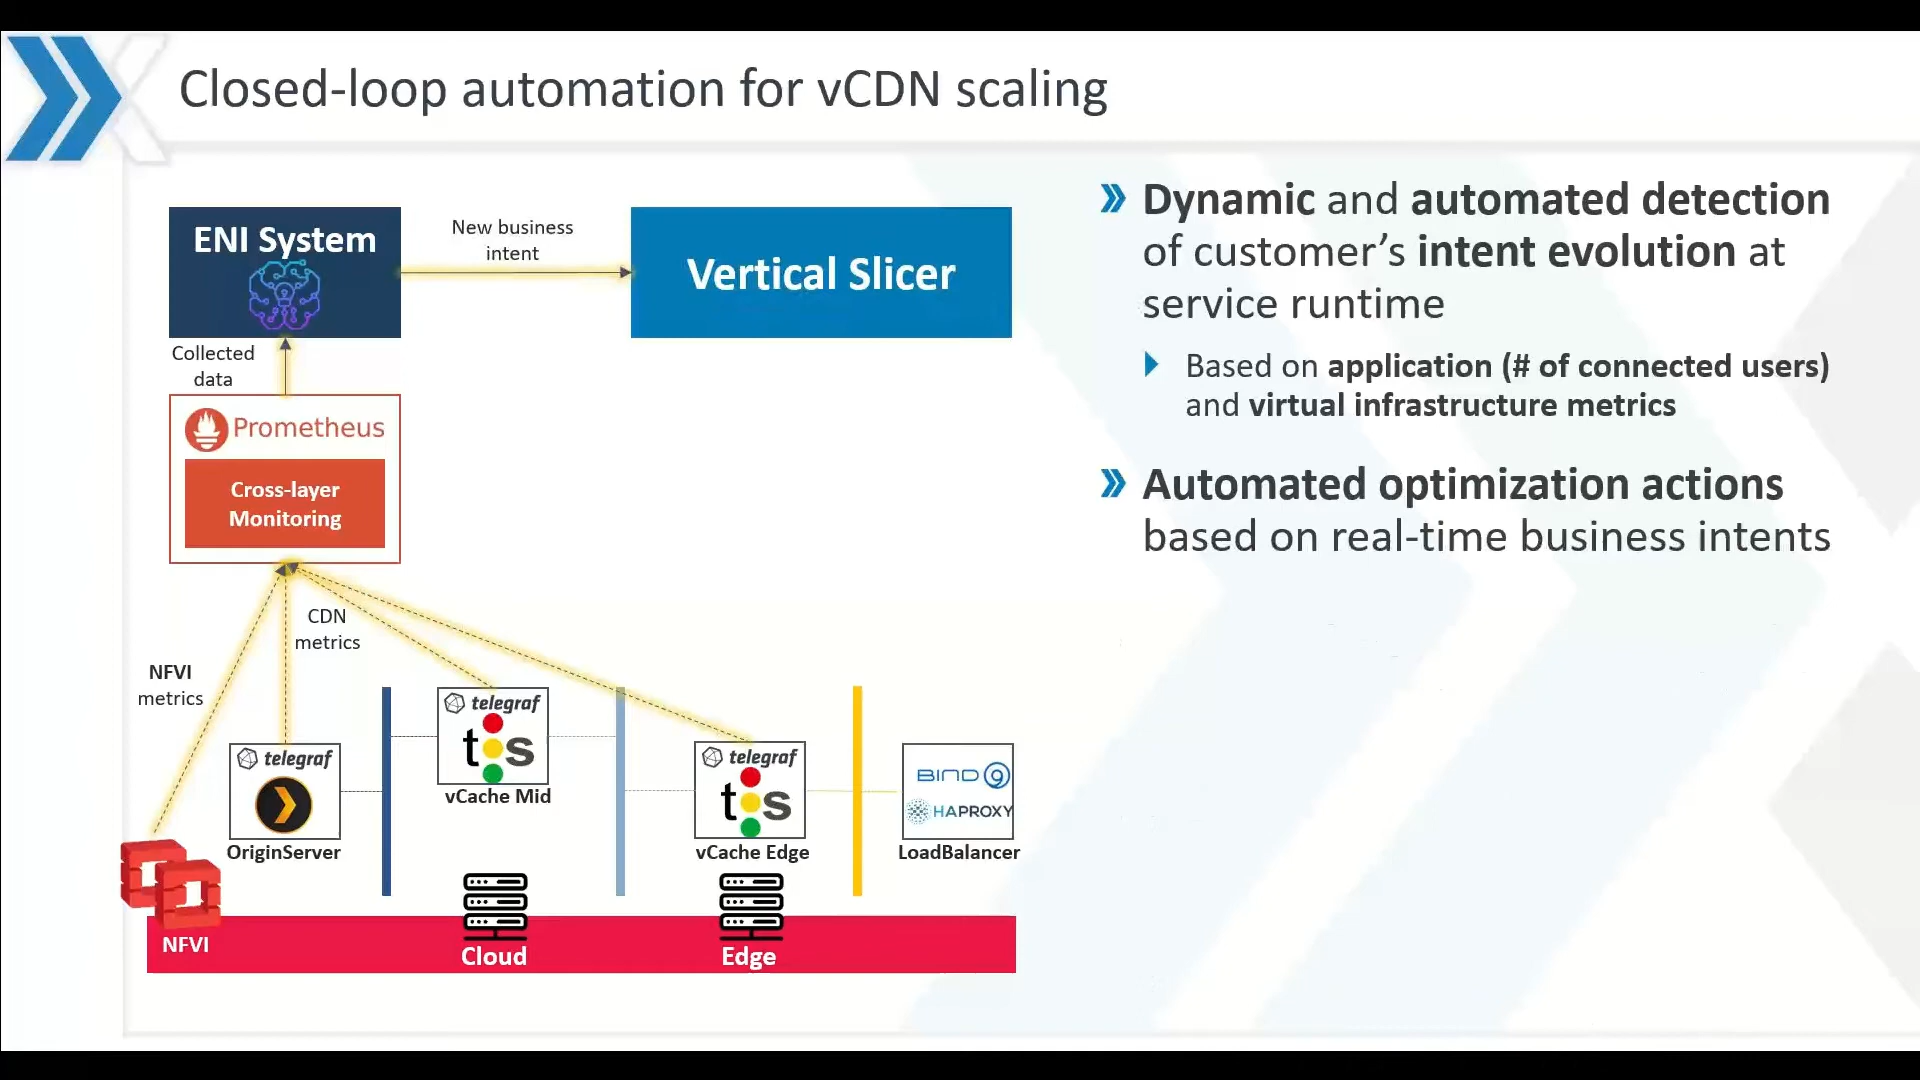 Closed-loop automation for vCDN scaling
ENI System
New business
intent
Vertical Slicer
Collected
data
Prometheus
Cross-layer
Monitoring
CDN
metrics
NFVI
metrics
telegraf
OriginServer
telegraf
ts
vCache Mid
telegraf
ts
vCache Edge
BIND 9
HAPROXY
LoadBalancer
NFVI
Cloud
Edge
Dynamic and automated detection
of customer’s intent evolution at
service runtime
Based on application (# of connected users)
and virtual infrastructure metrics
Automated optimization actions
based on real-time business intents